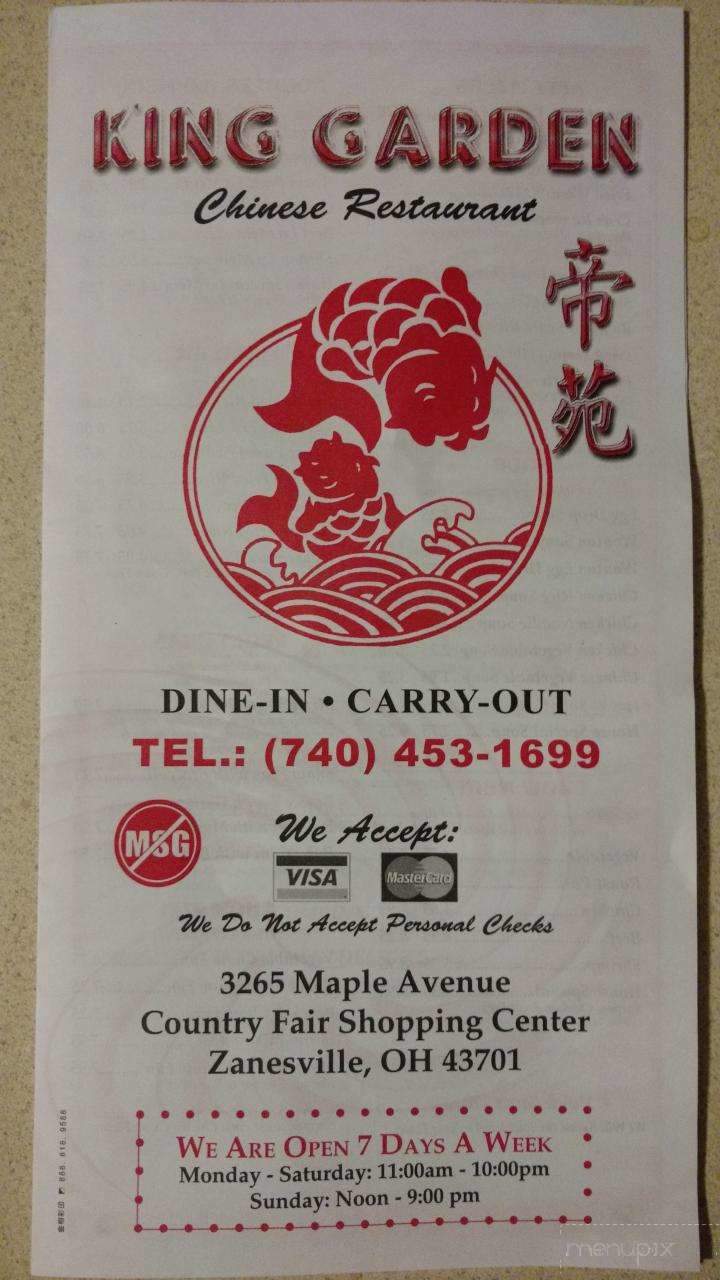 KING GARDEN
Chinese Restaurant
帝苑
DINE-IN • CARRY-OUT
TEL.: (740) 453-1699
MSG
We Accept:
VISA
MasterCard
We Do Not Accept Personal Checks
3265 Maple Avenue
Country Fair Shopping Center
Zanesville, OH 43701
WE ARE OPEN 7 DAYS A WEEK
Monday - Saturday: 11:00am - 10:00pm
Sunday: Noon - 9:00 pm
menupix